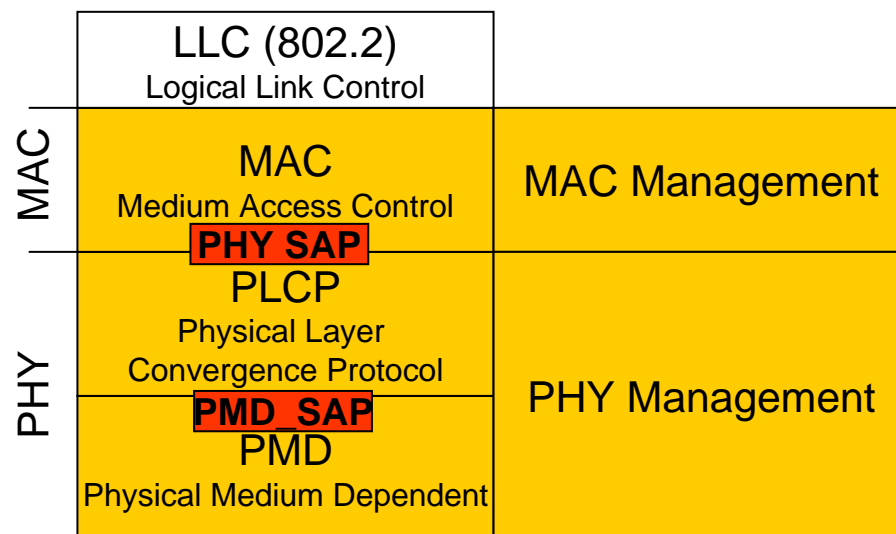 LLC (802.2)
Logical Link Control
MAC
MAC
Medium Access Control
MAC Management
PHY SAP
PHY
PLCP
Physical Layer
Convergence Protocol
PHY Management
PMD_SAP
PMD
Physical Medium Dependent